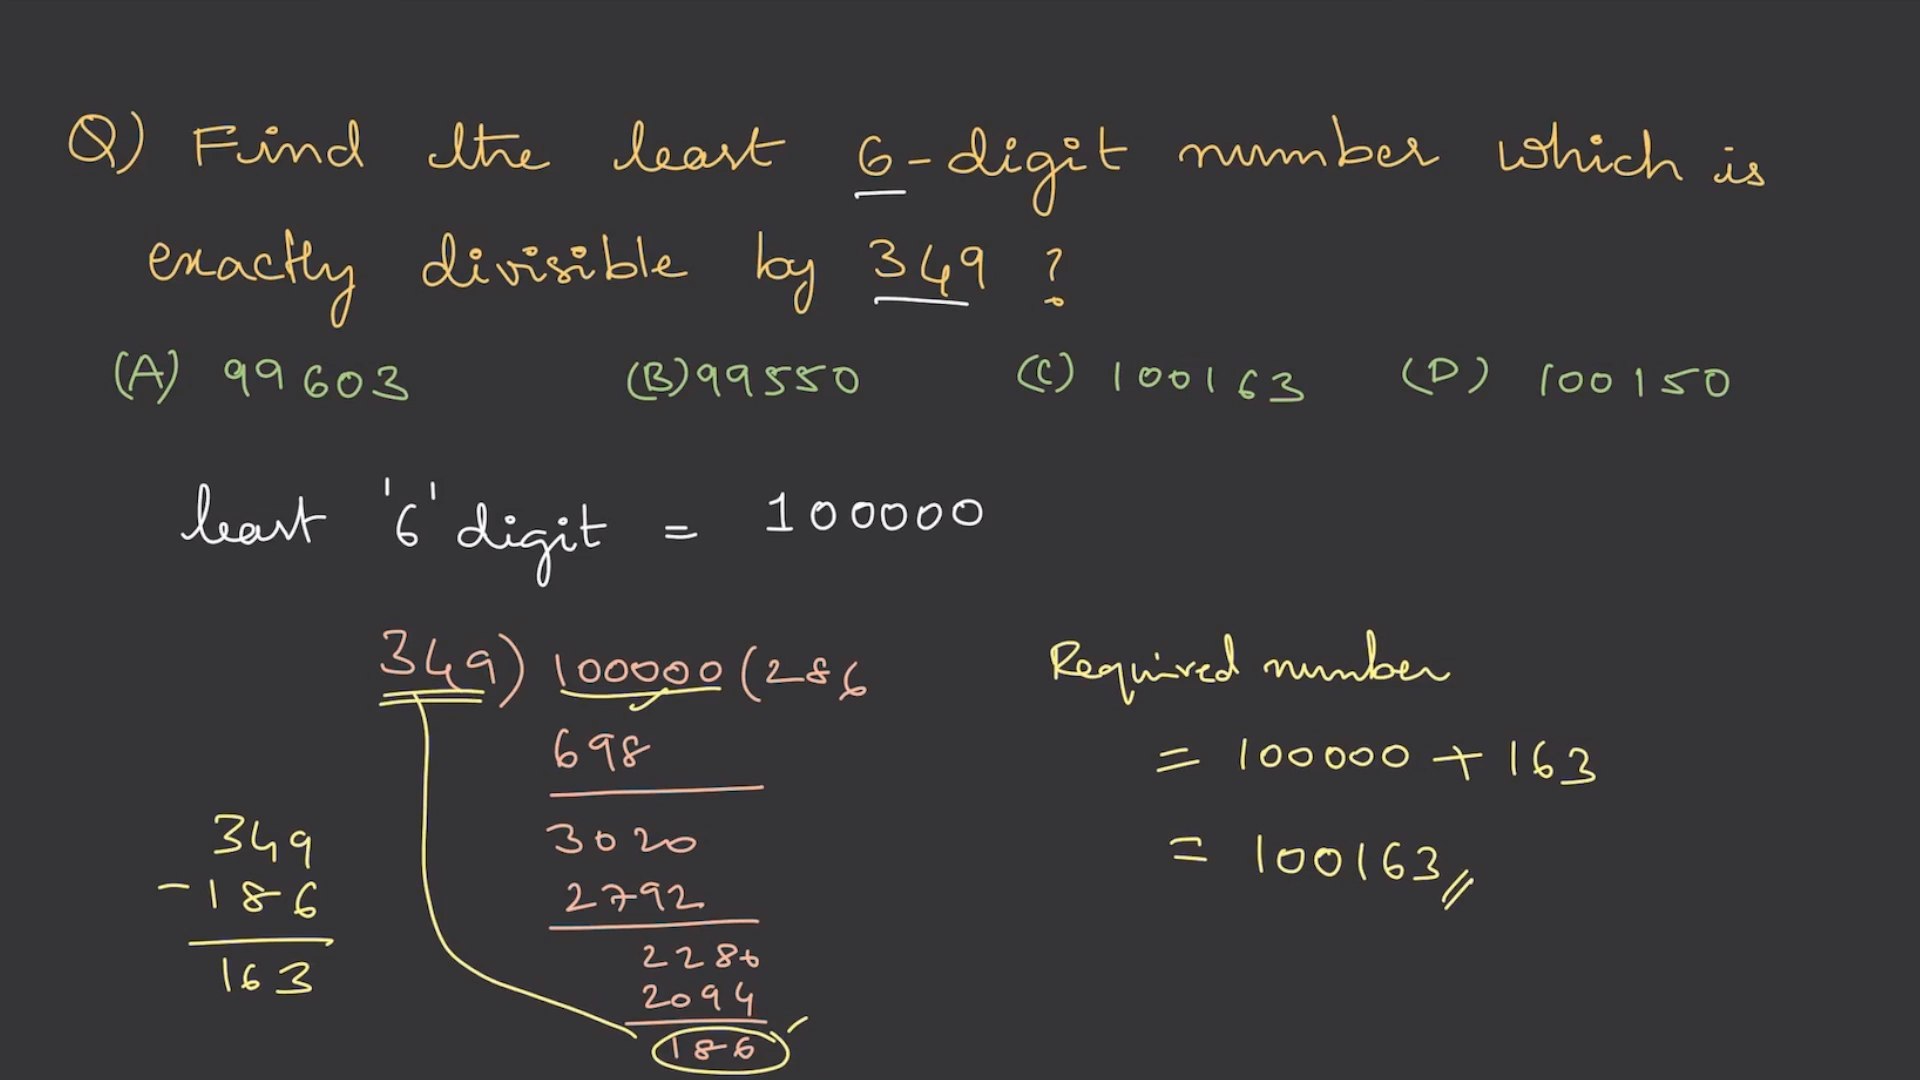 Q) Find the least 6-digit number which is
exactly divisible by 349 ?
(A) 99603 (B) 99550 (C) 100163 (D) 100150
least '6' digit = 100000
349) 100000 (286
698
3020
2792
2280
2094
186
349
-186
163
Required number
= 100000 + 163
= 100163//